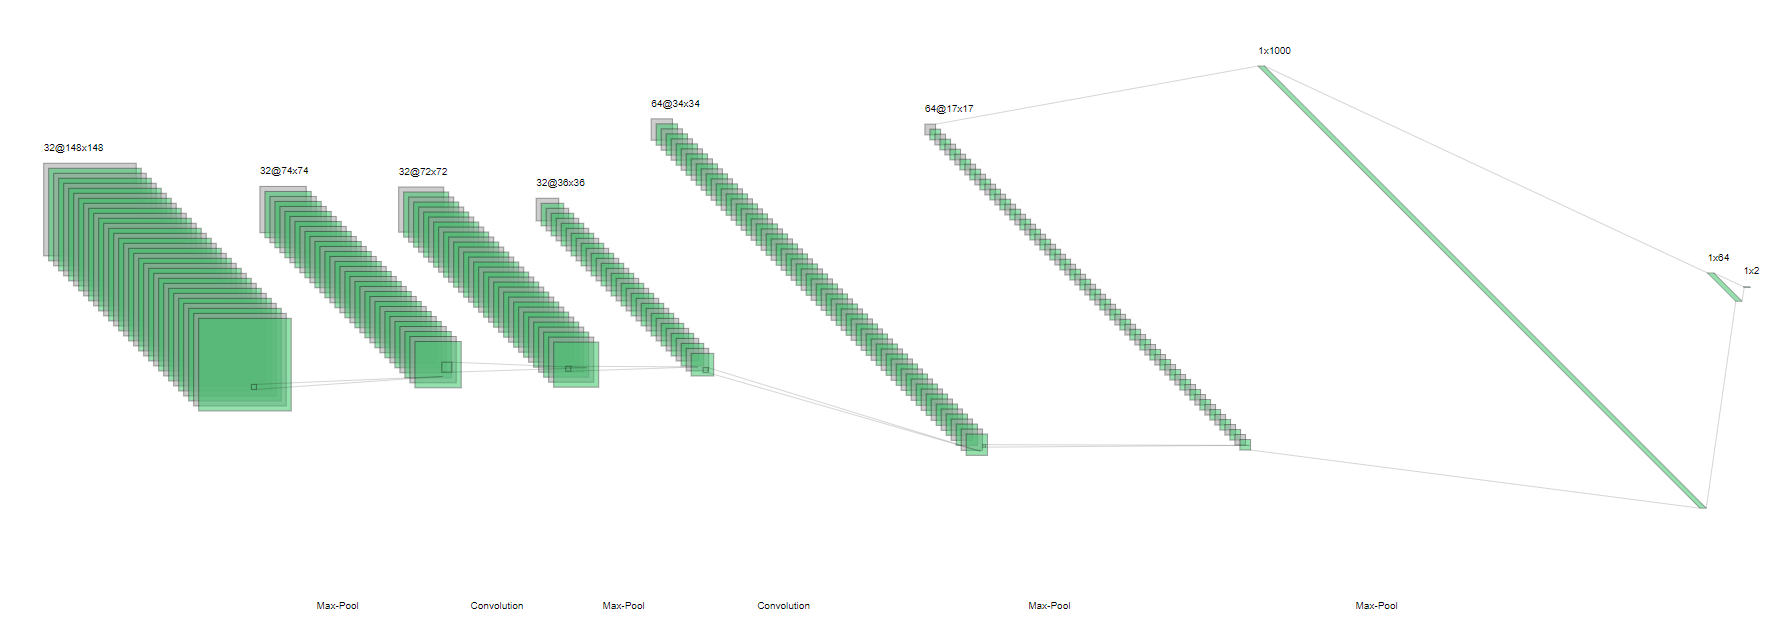 32@148x148
32@74x74
32@72x72
32@36x36
64@34x34
64@17x17
1x1000
1x64
1x2
Max-Pool
Convolution
Max-Pool
Convolution
Max-Pool
Max-Pool